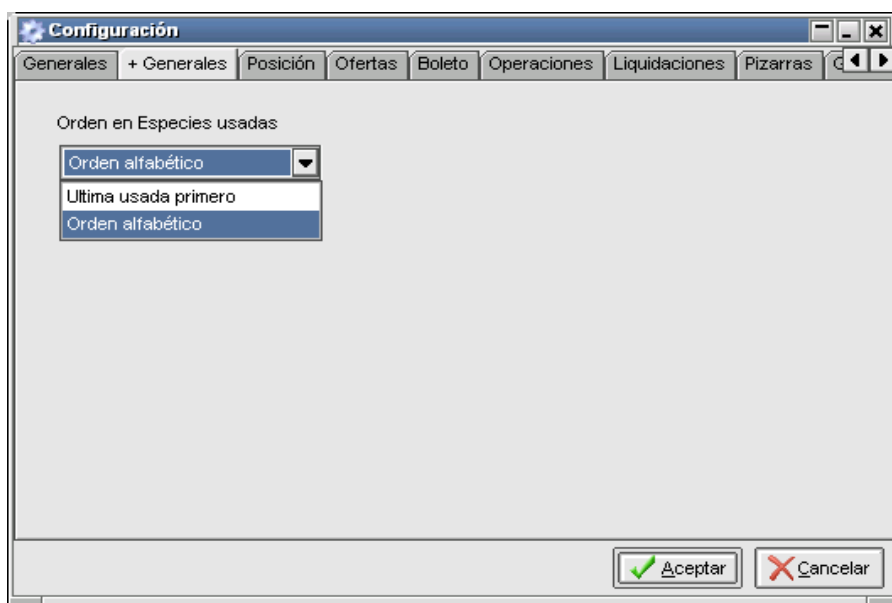 Configuración
Generales + Generales Posición Ofertas Boleto Operaciones Liquidaciones Pizarras
Orden en Especies usadas
Orden alfabético
Ultima usada primero
Orden alfabético
Aceptar Cancelar